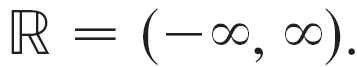 ℝ = (−∞, ∞).